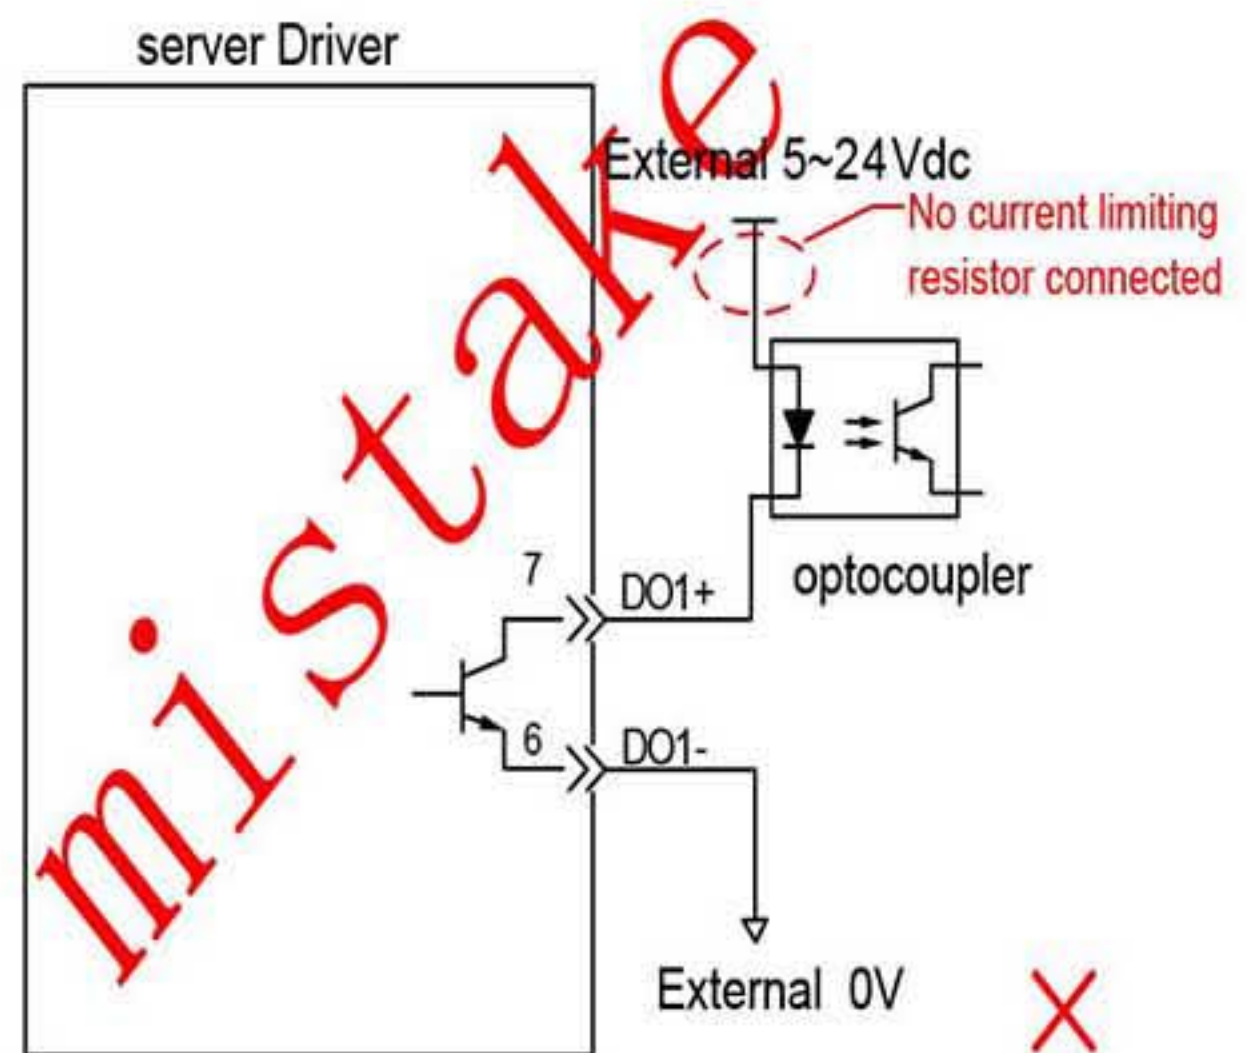 server Driver
mistake
External 5~24Vdc
No current limiting
resistor connected
optocoupler
7
DO1+
6
DO1-
External 0V